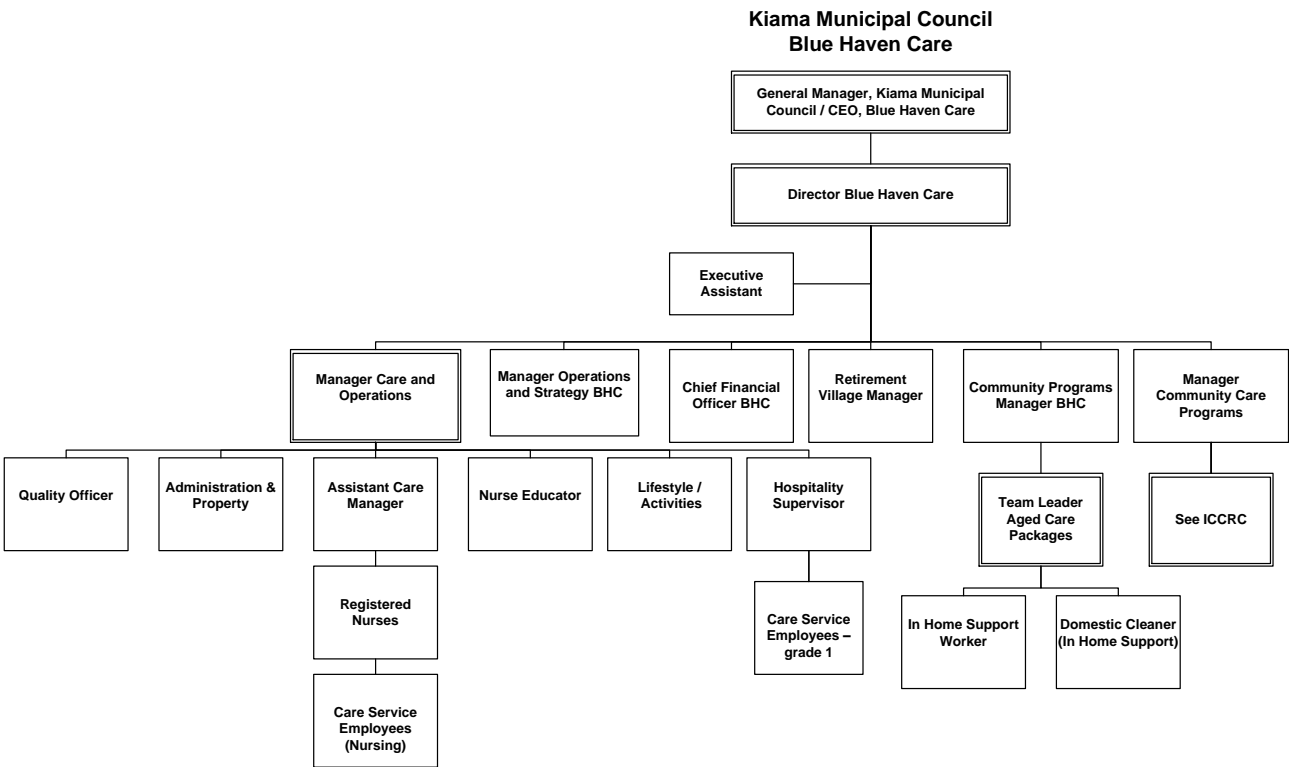 Kiama Municipal Council
Blue Haven Care
General Manager, Kiama Municipal
Council / CEO, Blue Haven Care
Director Blue Haven Care
Executive
Assistant
Manager Care and
Operations
Manager Operations
and Strategy BHC
Chief Financial
Officer BHC
Retirement
Village Manager
Community Programs
Manager BHC
Manager
Community Care
Programs
Quality Officer
Administration &
Property
Assistant Care
Manager
Nurse Educator
Lifestyle /
Activities
Hospitality
Supervisor
Team Leader
Aged Care
Packages
See ICCRC
Registered
Nurses
Care Service
Employees –
grade 1
In Home Support
Worker
Domestic Cleaner
(In Home Support)
Care Service
Employees
(Nursing)